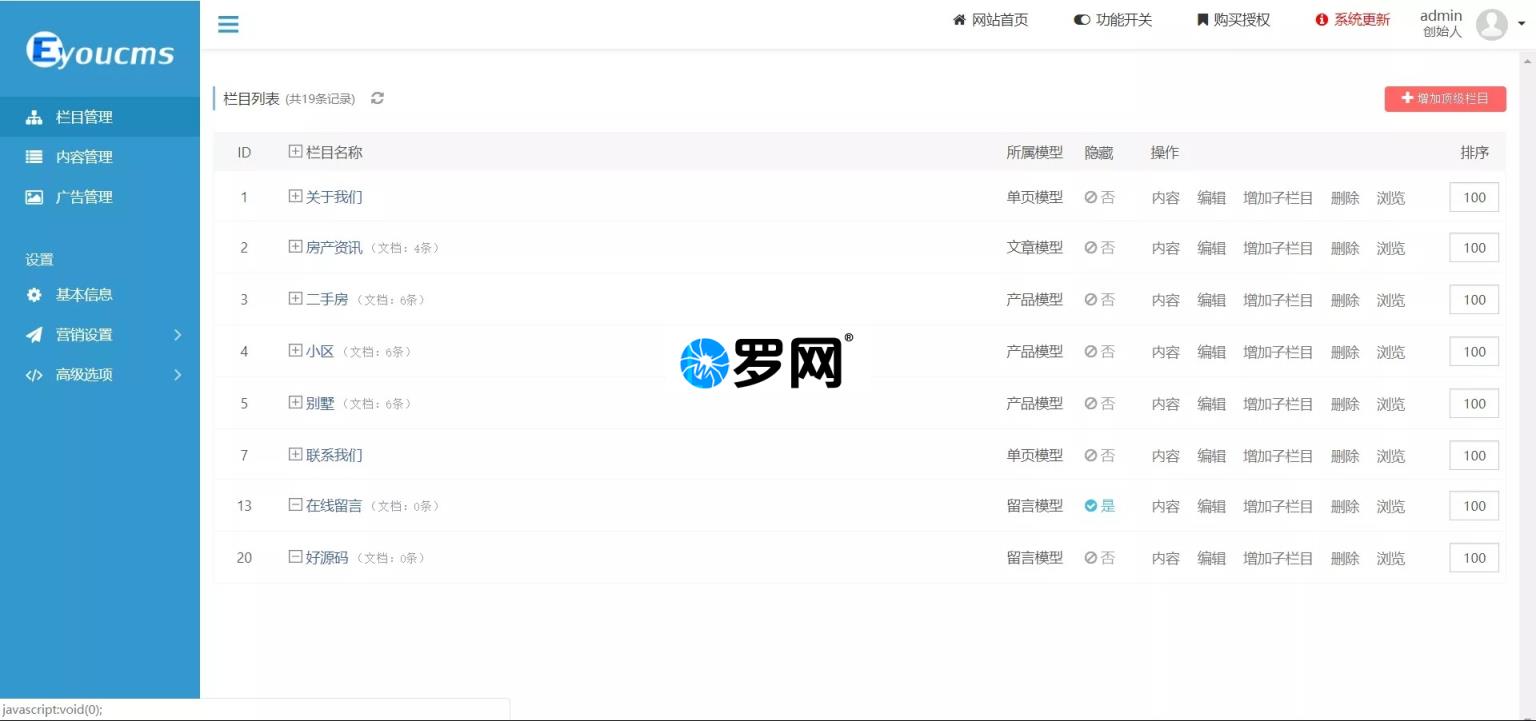 Eyoucms
网站首页 功能开关 购买授权 系统更新 admin
创始人
栏目管理
内容管理
广告管理
设置
基本信息
营销设置
高级选项
栏目列表 (共19条记录) 增加顶级栏目
ID 栏目名称 所属模型 隐藏 操作 排序
1 关于我们 单页模型 否 内容 编辑 增加子栏目 删除 浏览 100
2 房产资讯（文档：4条） 文章模型 否 内容 编辑 增加子栏目 删除 浏览 100
3 二手房（文档：6条） 产品模型 否 内容 编辑 增加子栏目 删除 浏览 100
4 小区（文档：6条） 产品模型 否 内容 编辑 增加子栏目 删除 浏览 100
5 别墅（文档：6条） 产品模型 否 内容 编辑 增加子栏目 删除 浏览 100
7 联系我们 单页模型 否 内容 编辑 增加子栏目 删除 浏览 100
13 在线留言（文档：0条） 留言模型 是 内容 编辑 增加子栏目 删除 浏览 100
20 好源码（文档：0条） 留言模型 否 内容 编辑 增加子栏目 删除 浏览 100
罗网®
javascript:void(0);